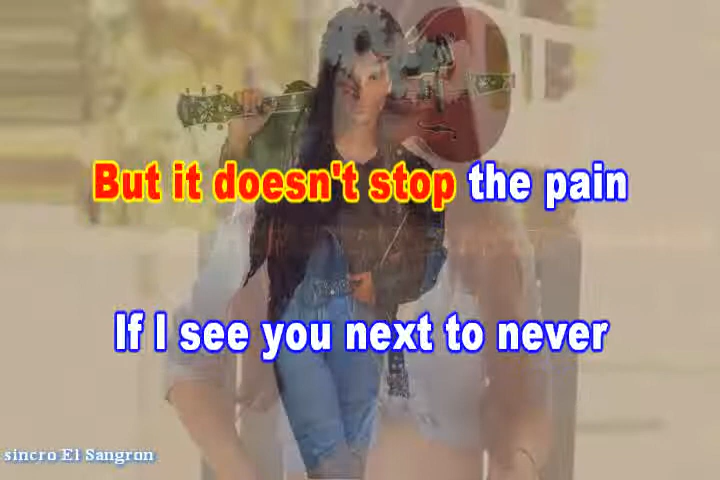 But it doesn't stop the pain
If I see you next to never
sincro El Sangron